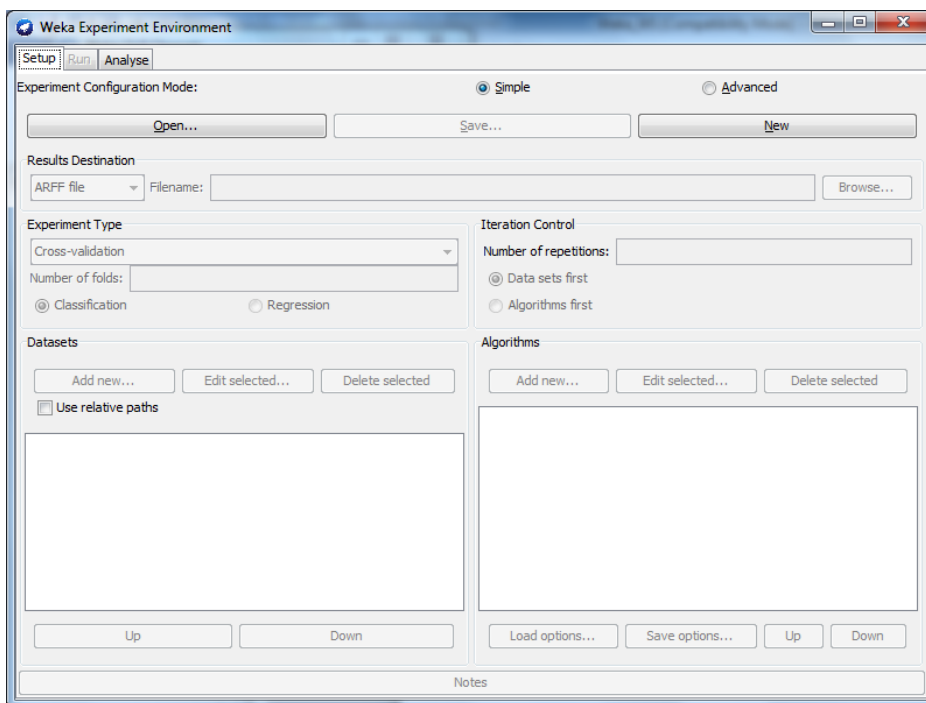 Weka Experiment Environment
Setup Run Analyse
Experiment Configuration Mode: Simple Advanced
Open... Save... New
Results Destination
ARFF file Filename: Browse...
Experiment Type Iteration Control
Cross-validation Number of repetitions:
Number of folds: Data sets first
Classification Regression Algorithms first
Datasets Algorithms
Add new... Edit selected... Delete selected Add new... Edit selected... Delete selected
Use relative paths
Up Down Load options... Save options... Up Down
Notes